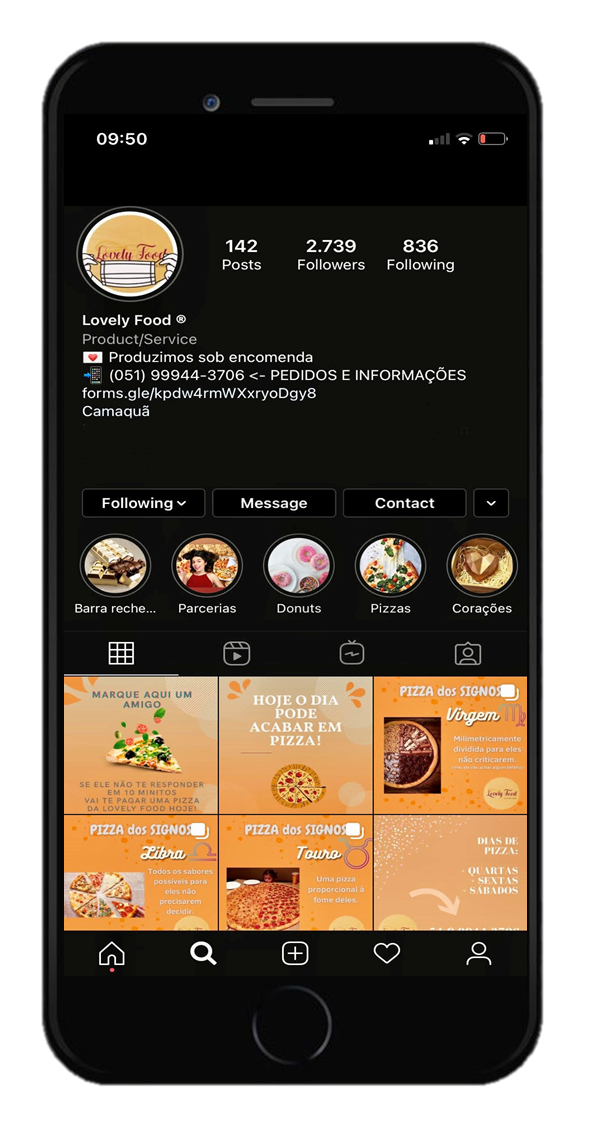 09:50
Lovely Food
142
Posts
2.739
Followers
836
Following
Lovely Food ®
Product/Service
Produzimos sob encomenda
(051) 99944-3706 <- PEDIDOS E INFORMAÇÕES
forms.gle/kpdw4rmWXxryoDgy8
Camaquã
Following
Message
Contact
Barra reche...
Parcerias
Donuts
Pizzas
Corações
MARQUE AQUI UM
AMIGO
SE ELE NÃO TE RESPONDER
EM 10 MINITOS
VAI TE PAGAR UMA PIZZA
DA LOVELY FOOD HOJE!
HOJE O DIA
PODE
ACABAR EM
PIZZA!
PIZZA dos SIGNOS
Virgem
Milimetricamente
dividida para eles
não criticarem.
Lovely Food
PIZZA dos SIGNOS
Libra
Todos os sabores
possíveis para
eles não
precisarem
decidir.
PIZZA dos SIGNOS
Touro
Uma pizza
proporcional à
fome deles.
DIAS DE
PIZZA:
- QUARTAS
- SEXTAS
- SÁBADOS